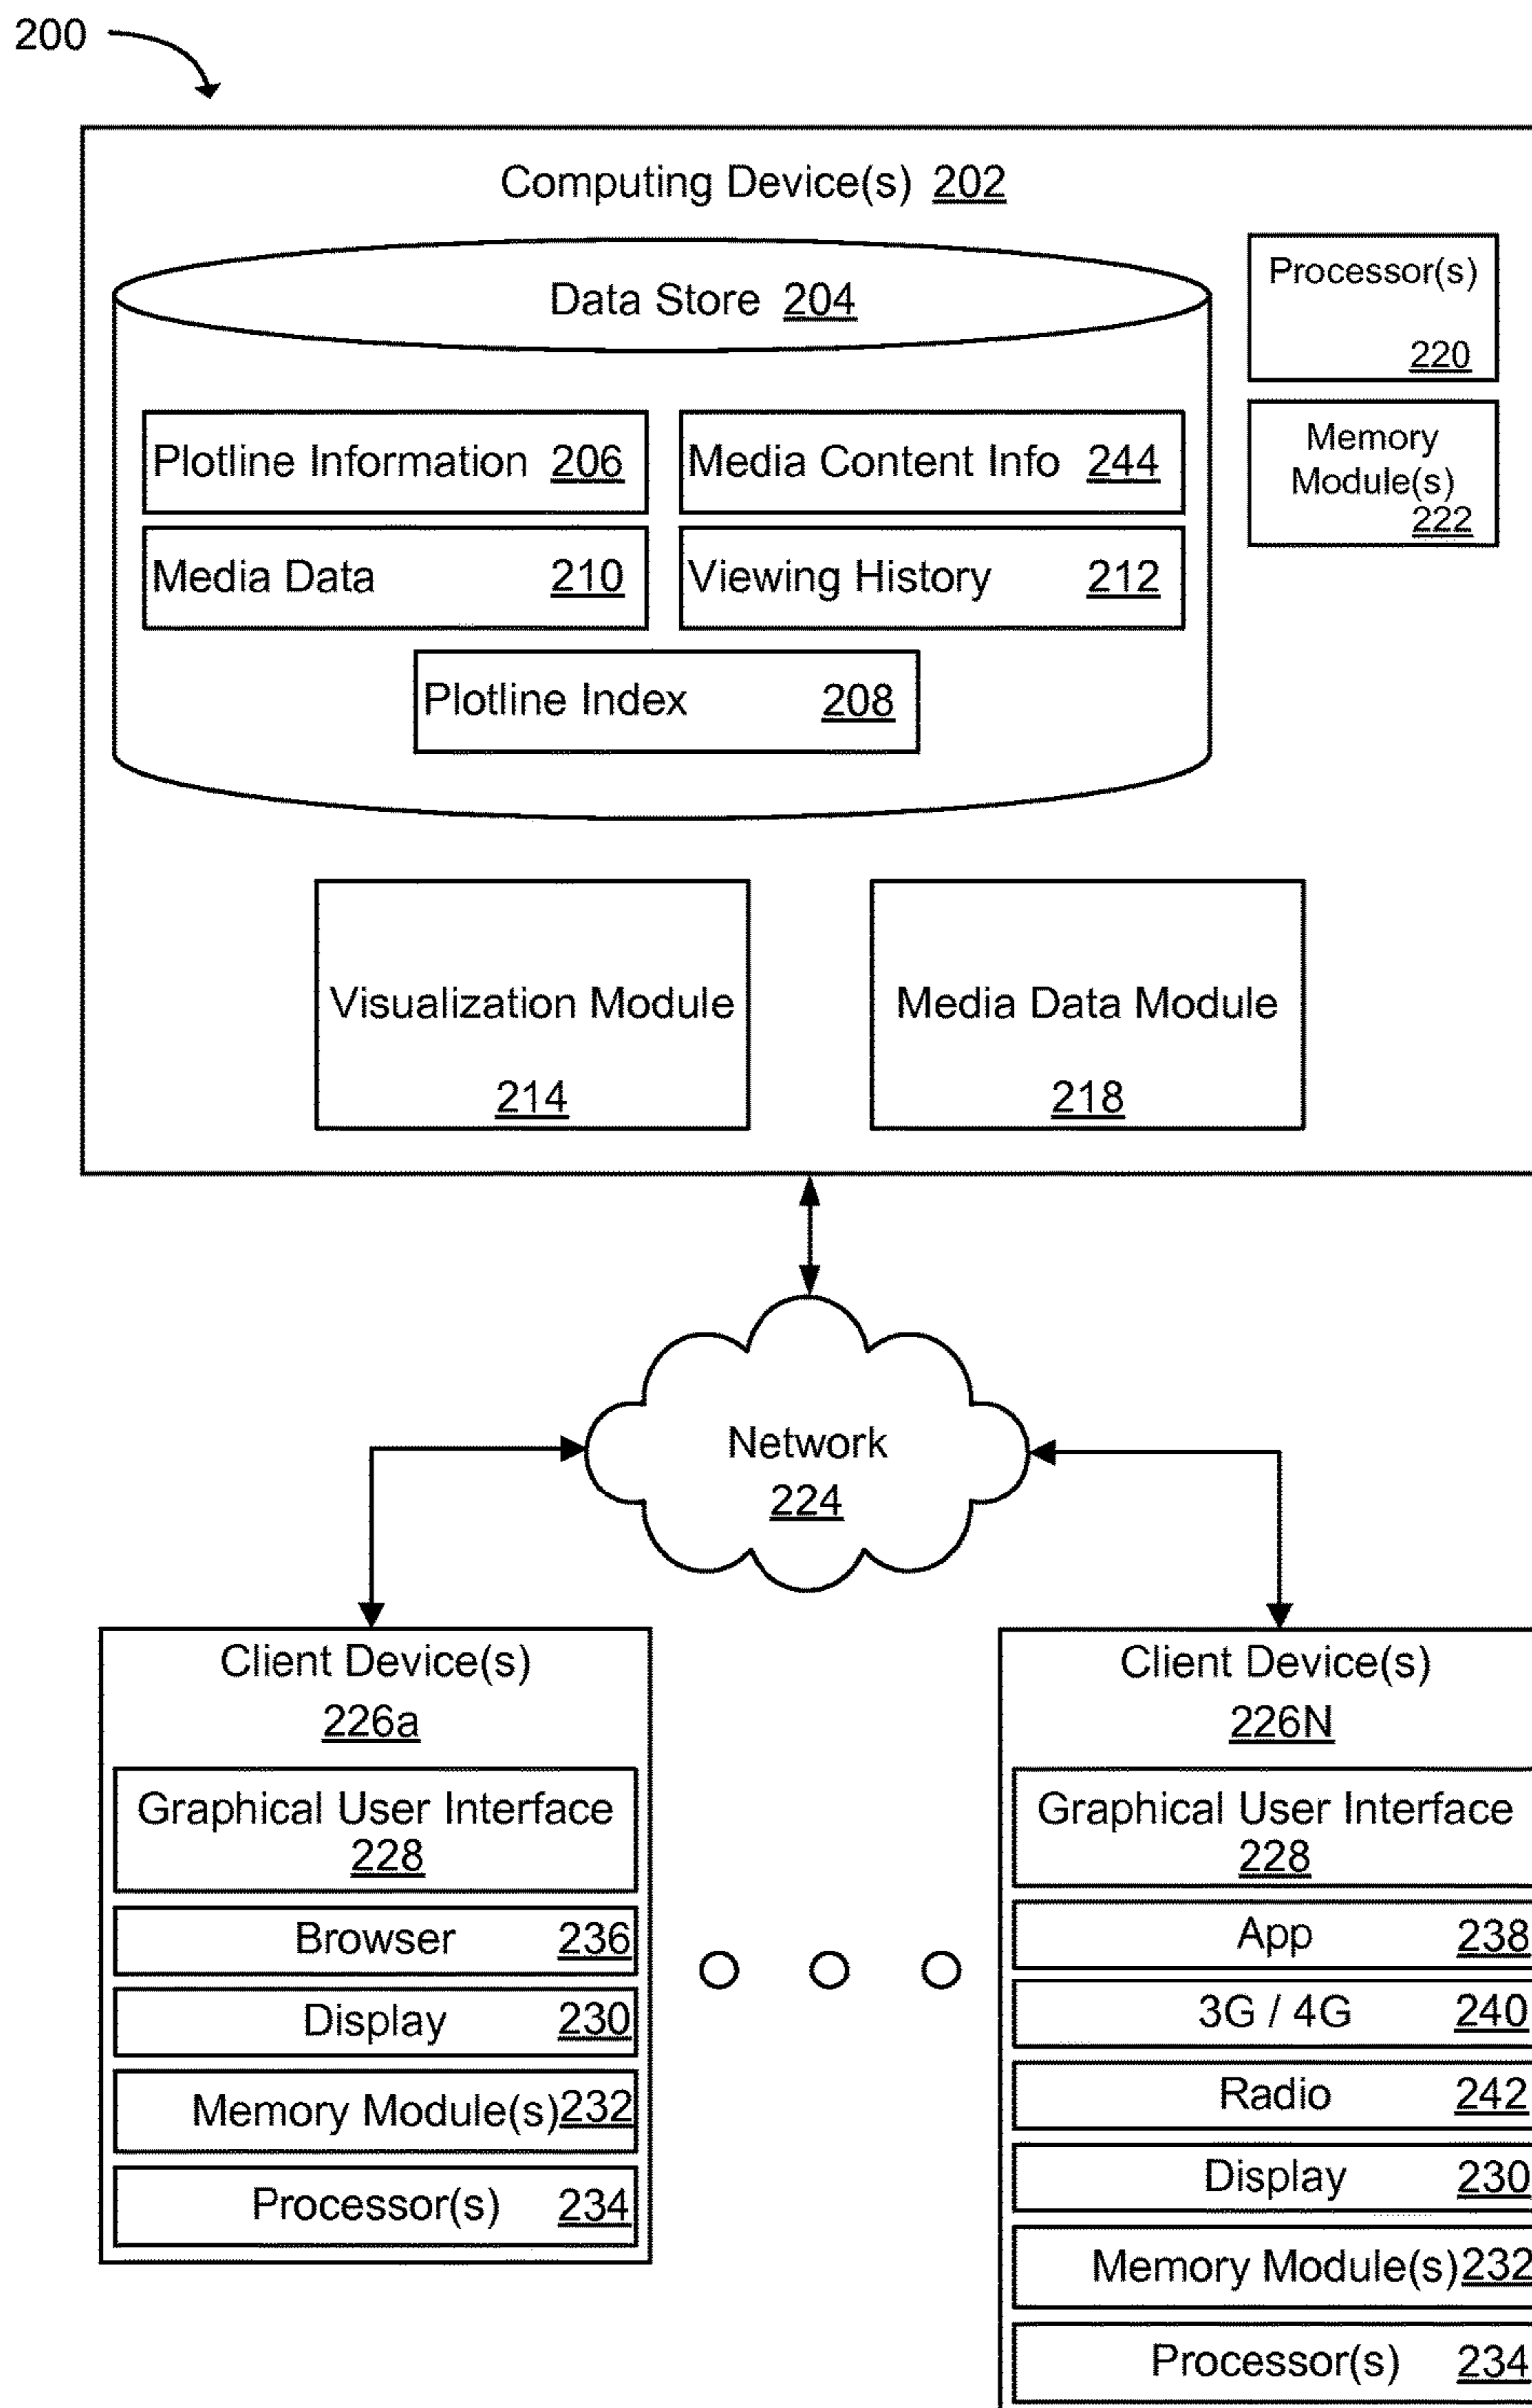 200
Computing Device(s) 202
Data Store 204
Processor(s)
220
Memory
Module(s)
222
Plotline Information 206
Media Content Info 244
Media Data 210
Viewing History 212
Plotline Index 208
Visualization Module
214
Media Data Module
218
Network
224
Client Device(s)
226a
Graphical User Interface
228
Browser 236
Display 230
Memory Module(s) 232
Processor(s) 234
Client Device(s)
226N
Graphical User Interface
228
App 238
3G / 4G 240
Radio 242
Display 230
Memory Module(s) 232
Processor(s) 234